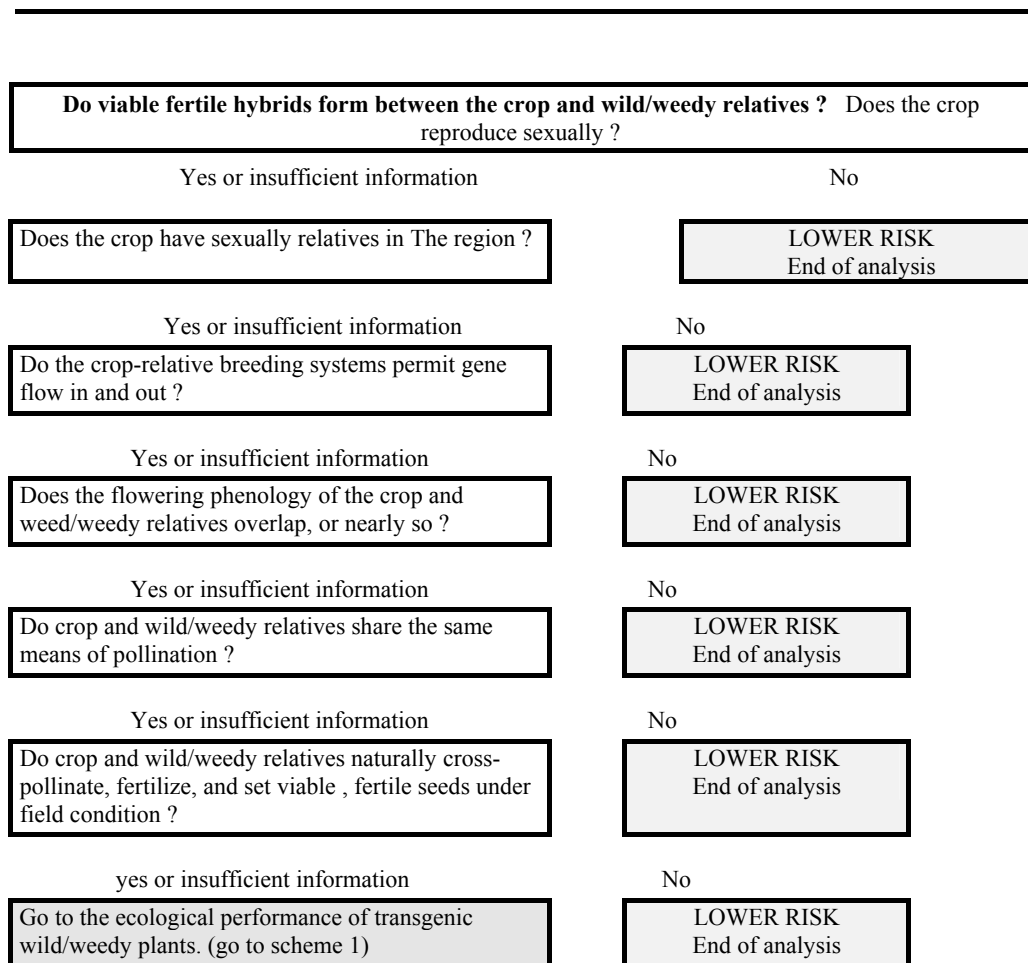 Do viable fertile hybrids form between the crop and wild/weedy relatives ? Does the crop
reproduce sexually ?
Yes or insufficient information No
Does the crop have sexually relatives in The region ?
LOWER RISK
End of analysis
Yes or insufficient information No
Do the crop-relative breeding systems permit gene
flow in and out ?
LOWER RISK
End of analysis
Yes or insufficient information No
Does the flowering phenology of the crop and
weed/weedy relatives overlap, or nearly so ?
LOWER RISK
End of analysis
Yes or insufficient information No
Do crop and wild/weedy relatives share the same
means of pollination ?
LOWER RISK
End of analysis
Yes or insufficient information No
Do crop and wild/weedy relatives naturally cross-
pollinate, fertilize, and set viable , fertile seeds under
field condition ?
LOWER RISK
End of analysis
yes or insufficient information No
Go to the ecological performance of transgenic
wild/weedy plants. (go to scheme 1)
LOWER RISK
End of analysis